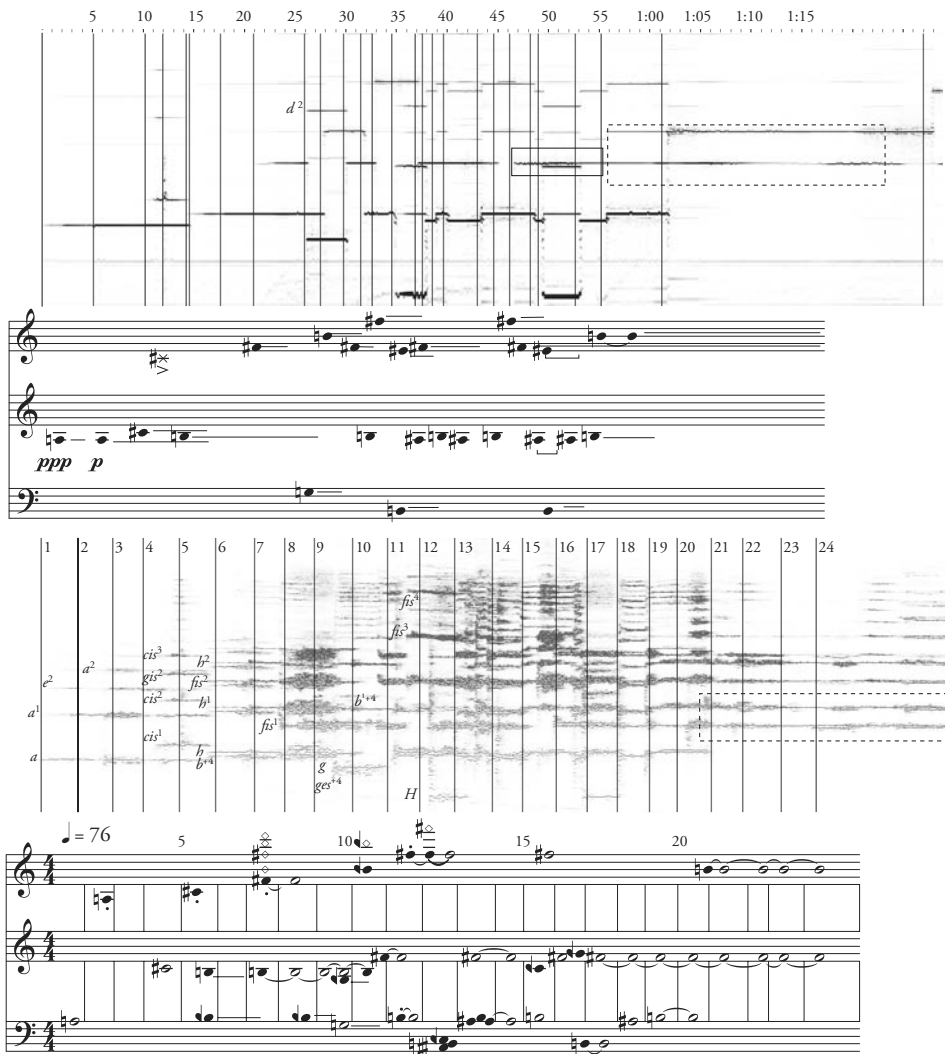 5 10 15 20 25 30 35 40 45 50 55 1:00 1:05 1:10 1:15
d²
ppp p
1 2 3 4 5 6 7 8 9 10 11 12 13 14 15 16 17 18 19 20 21 22 23 24
fis⁴
fis³
cis³
h²
a²
gis²
e²
fis²
cis²
h¹
b¹⁺⁴
a¹
fis¹
cis¹
h
a
b⁺⁴
g
ges⁺⁴
H
♩ = 76
5 10 15 20
4/4
4/4
4/4